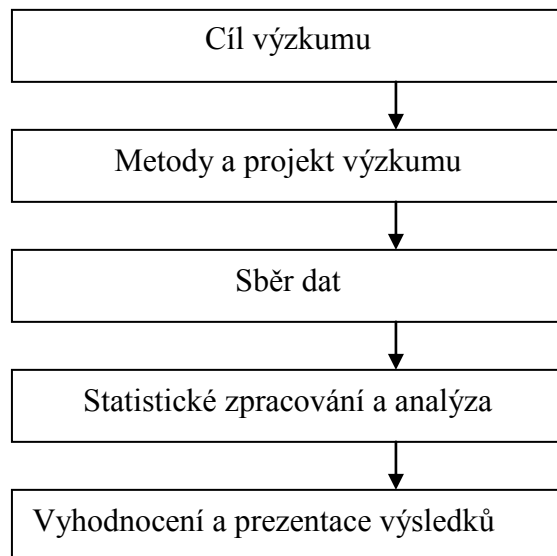 Cíl výzkumu
Metody a projekt výzkumu
Sběr dat
Statistické zpracování a analýza
Vyhodnocení a prezentace výsledků